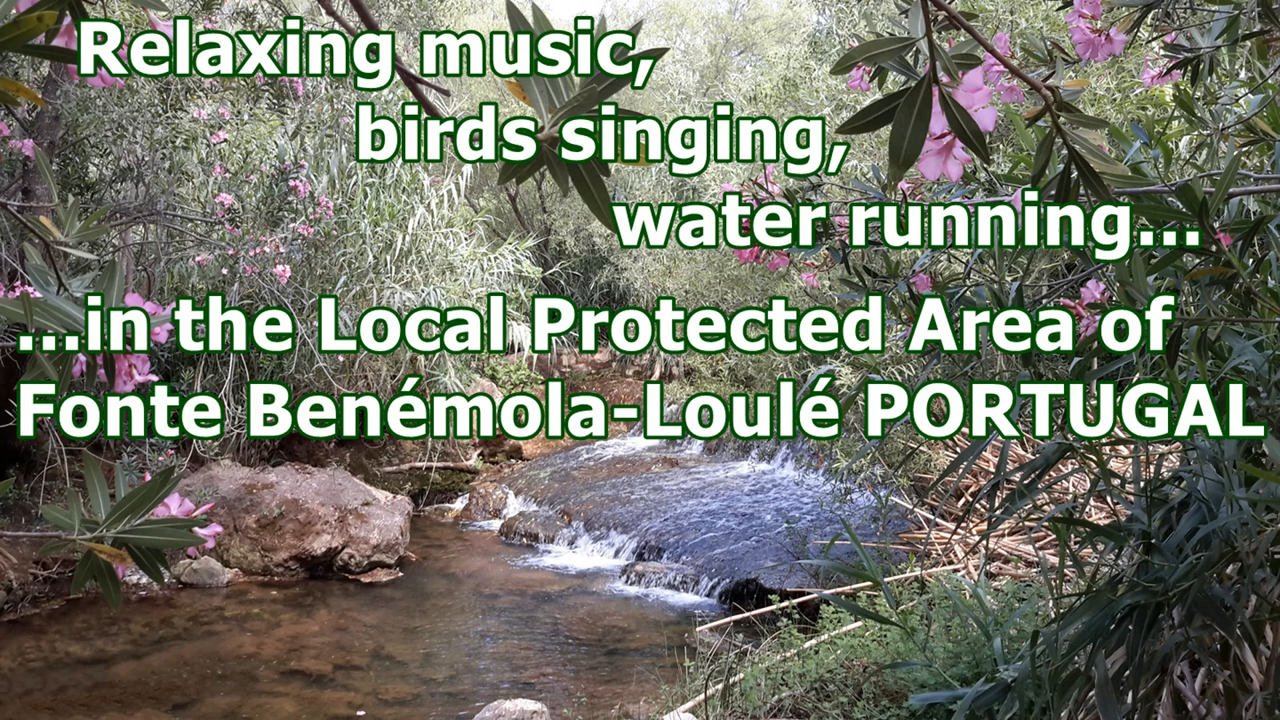 Relaxing music,
birds singing,
water running...
...in the Local Protected Area of
Fonte Benémola-Loulé PORTUGAL